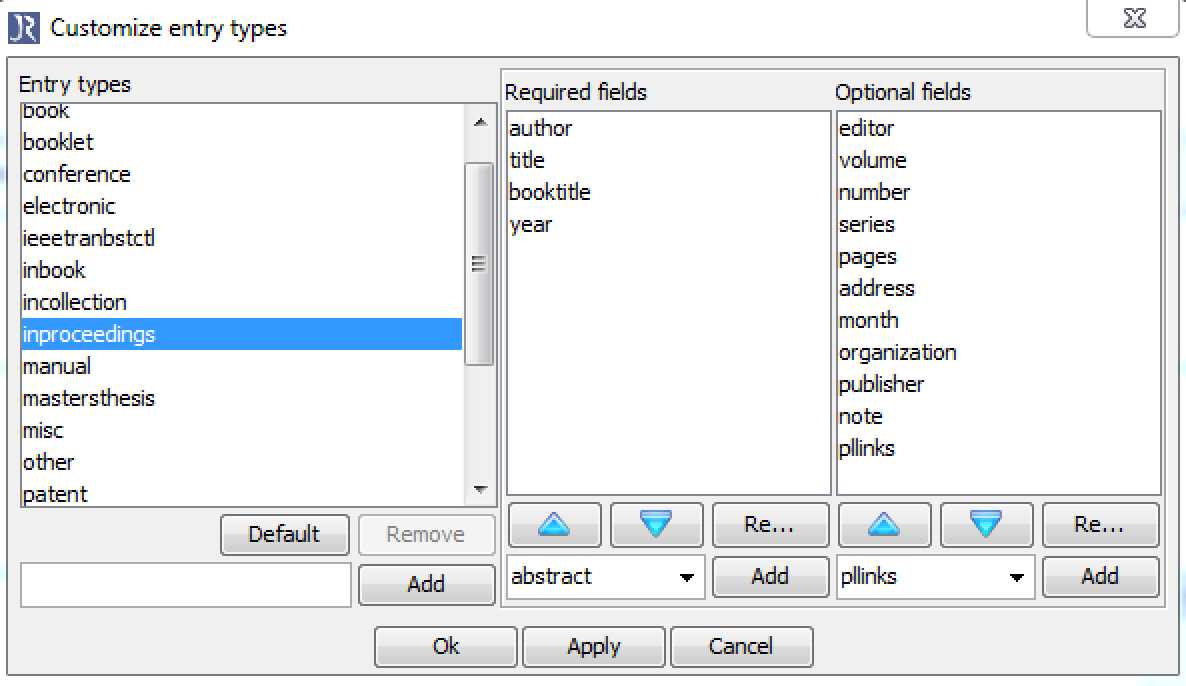 JR Customize entry types
Entry types
book
booklet
conference
electronic
ieeetranbstctl
inbook
incollection
inproceedings
manual
mastersthesis
misc
other
patent
Default
Remove
Add
Required fields
author
title
booktitle
year
Re...
abstract
Add
Optional fields
editor
volume
number
series
pages
address
month
organization
publisher
note
pllinks
Re...
pllinks
Add
Ok
Apply
Cancel